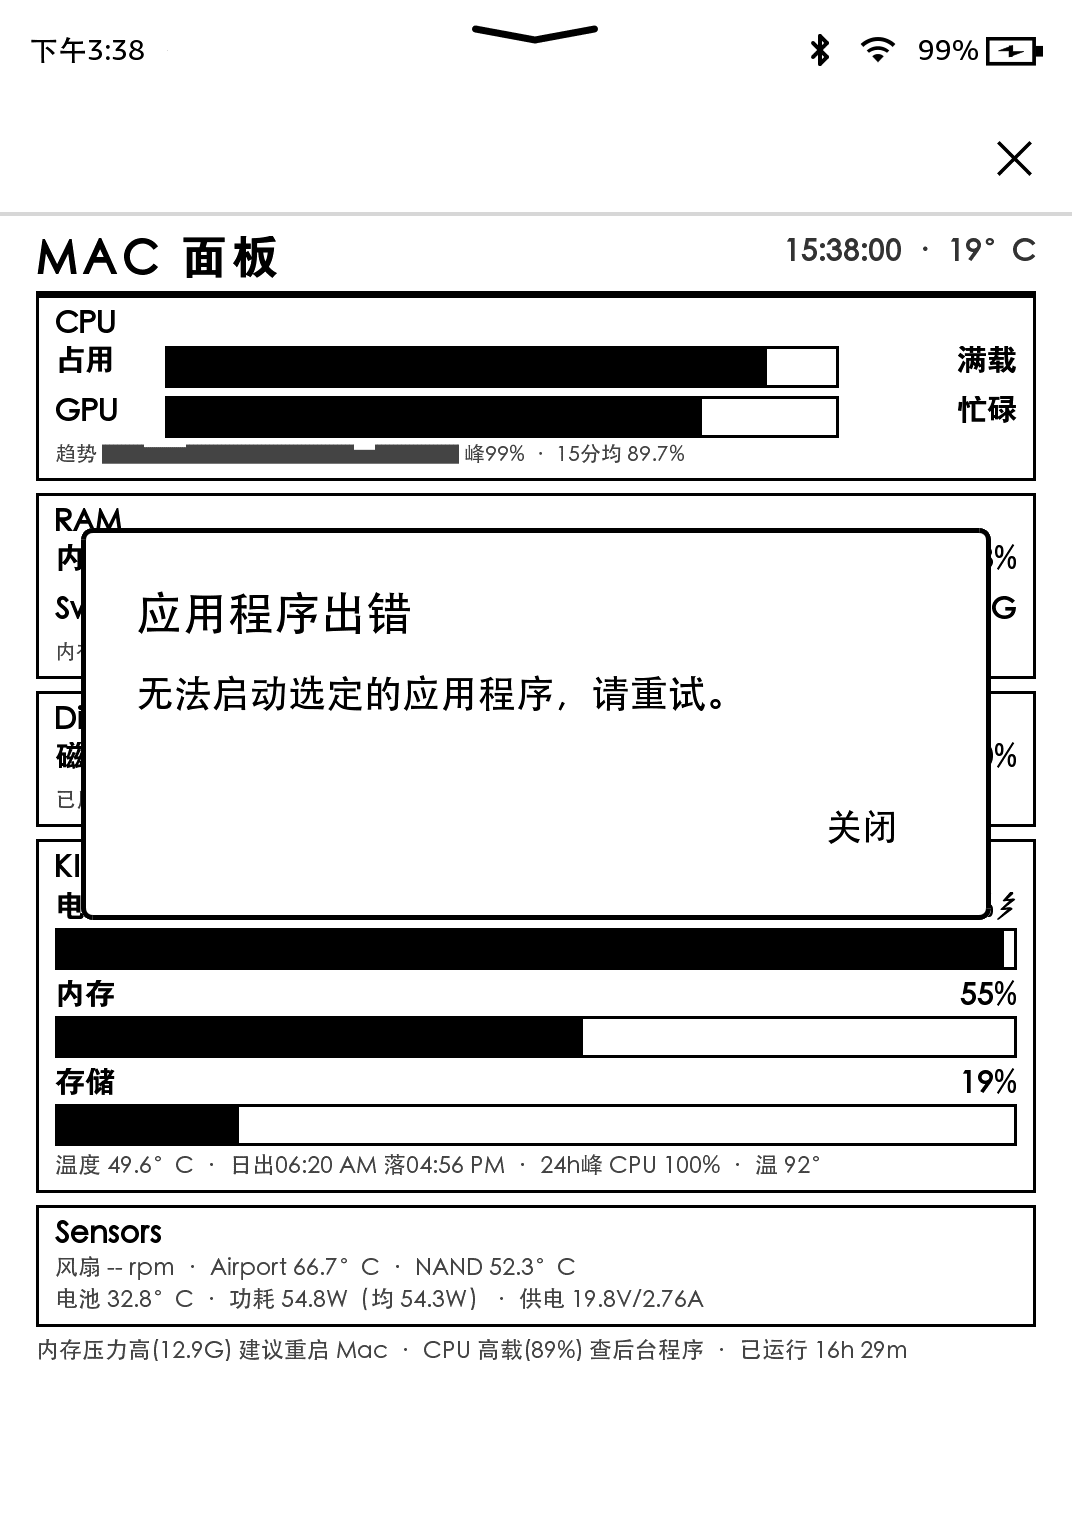 下午3:38
99%
MAC 面板
15:38:00 · 19° C
CPU
占用
满载
GPU
忙碌
趋势 峰99% · 15分均 89.7%
RAM
%
G
应用程序出错
无法启动选定的应用程序，请重试。
关闭
%
内存
55%
存储
19%
温度 49.6° C · 日出06:20 AM 落04:56 PM · 24h峰 CPU 100% · 温 92°
Sensors
风扇 -- rpm · Airport 66.7° C · NAND 52.3° C
电池 32.8° C · 功耗 54.8W (均 54.3W) · 供电 19.8V/2.76A
内存压力高(12.9G) 建议重启 Mac · CPU 高载(89%) 查后台程序 · 已运行 16h 29m